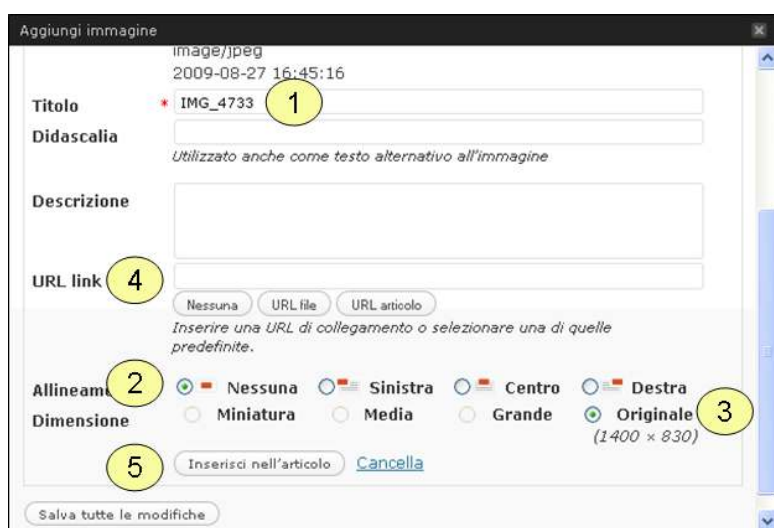 Aggiungi immagine
image/jpeg
2009-08-27 16:45:16
Titolo * IMG_4733 1
Didascalia
Utilizzato anche come testo alternativo all'immagine
Descrizione
URL link 4
Nessuna URL file URL articolo
Inserire una URL di collegamento o selezionare una di quelle
predefinite.
Allineam 2 Nessuna Sinistra Centro Destra
Dimensione Miniatura Media Grande Originale 3
(1400 × 830)
5 Inserisci nell'articolo Cancella
Salva tutte le modifiche